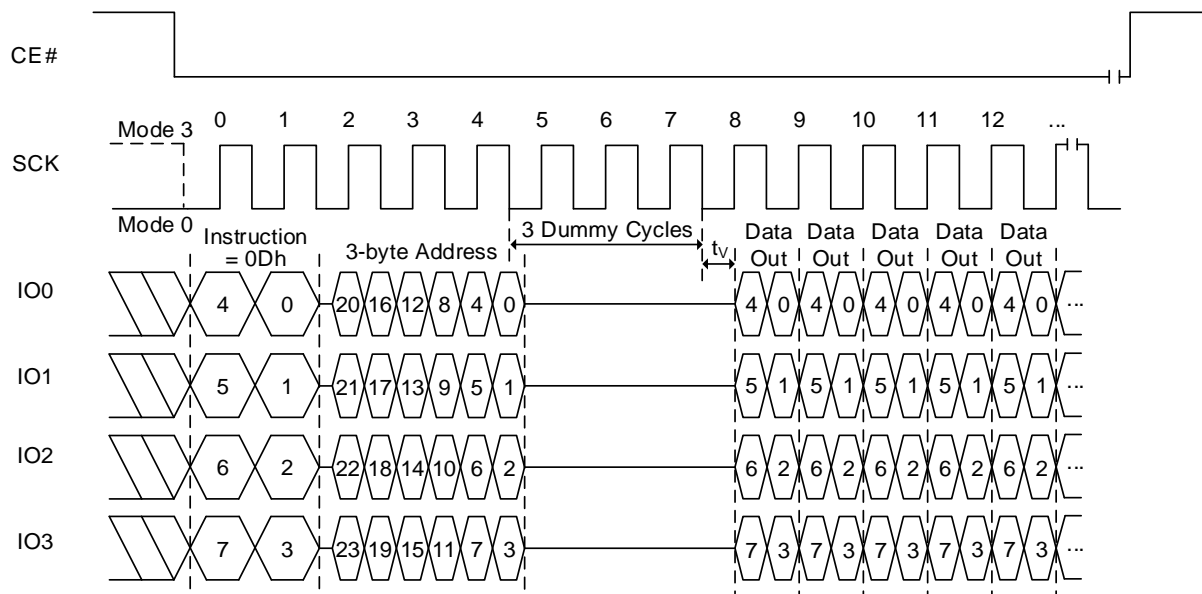 CE#
0 1 2 3 4 5 6 7 8 9 10 11 12 ...
Mode 3
SCK
Mode 0
Instruction
= 0Dh
3-byte Address
3 Dummy Cycles
tV
Data
Out
Data
Out
Data
Out
Data
Out
Data
Out
IO0 4 0 20 16 12 8 4 0 4 0 4 0 4 0 4 0 4 0 ...
IO1 5 1 21 17 13 9 5 1 5 1 5 1 5 1 5 1 5 1 ...
IO2 6 2 22 18 14 10 6 2 6 2 6 2 6 2 6 2 6 2 ...
IO3 7 3 23 19 15 11 7 3 7 3 7 3 7 3 7 3 7 3 ...